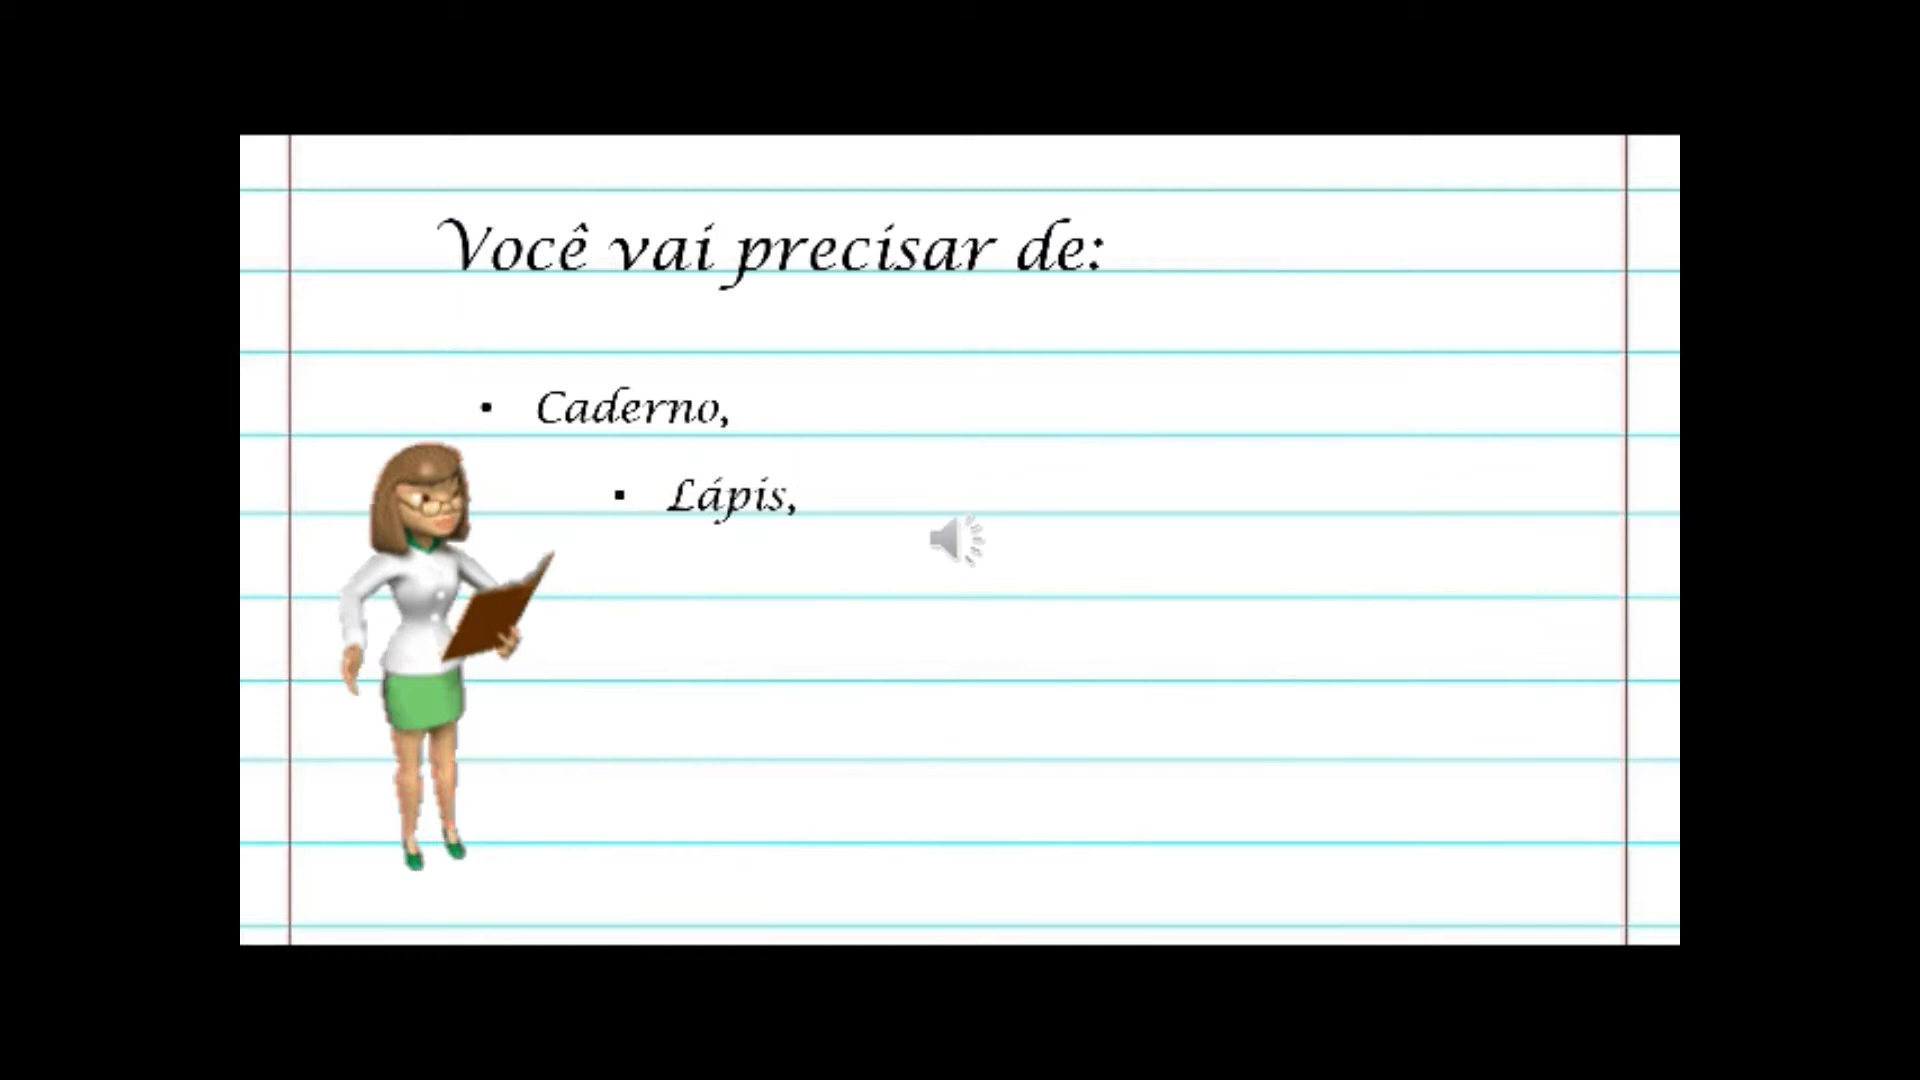 Você vai precisar de:
▪ Caderno,
▪ Lápis,